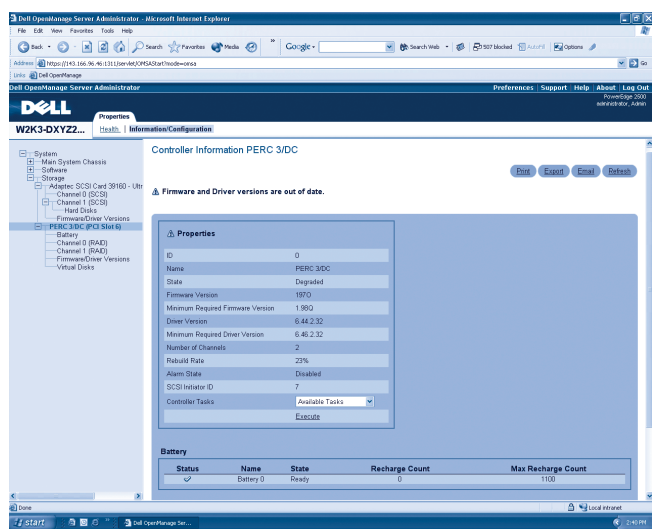 Dell OpenManage Server Administrator - Microsoft Internet Explorer
File Edit View Favorites Tools Help
Back Search Favorites Media Google Search Web 507 blocked AutoFill Options
Address https://143.166.96.46:1311/servlet/OMSAStart?mode=omsa Go
Links Dell OpenManage
Dell OpenManage Server Administrator Preferences Support Help About Log Out
PowerEdge 2500
administrator, Admin
DELL
Properties
W2K3-DXYZ2... Health Information/Configuration
System
Main System Chassis
Software
Storage
Adaptec SCSI Card 39160 - Ultr
Channel 0 (SCSI)
Channel 1 (SCSI)
Hard Disks
Firmware/Driver Versions
PERC 3/DC (PCI Slot 6)
Battery
Channel 0 (RAID)
Channel 1 (RAID)
Firmware/Driver Versions
Virtual Disks
Controller Information PERC 3/DC
Print Export Email Refresh
Firmware and Driver versions are out of date.
Properties
ID 0
Name PERC 3/DC
State Degraded
Firmware Version 197O
Minimum Required Firmware Version 1.98Q
Driver Version 6.44.2.32
Minimum Required Driver Version 6.46.2.32
Number of Channels 2
Rebuild Rate 23%
Alarm State Disabled
SCSI Initiator ID 7
Controller Tasks Available Tasks
Execute
Battery
Status Name State Recharge Count Max Recharge Count
Battery 0 Ready 0 1100
Done Local intranet
start Dell OpenManage Ser... 2:40 PM